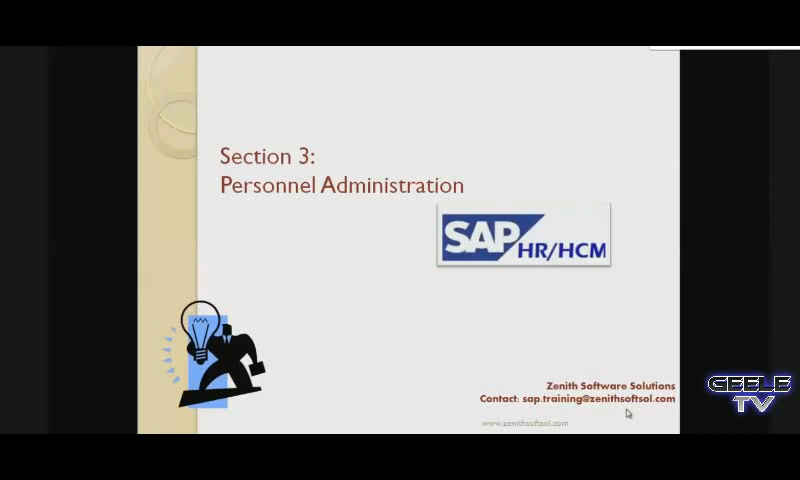 Section 3:
Personnel Administration
SAP HR/HCM
Zenith Software Solutions
Contact: sap.training@zenithsoftsol.com
www.zenithsoftsol.com
GEELE
TV